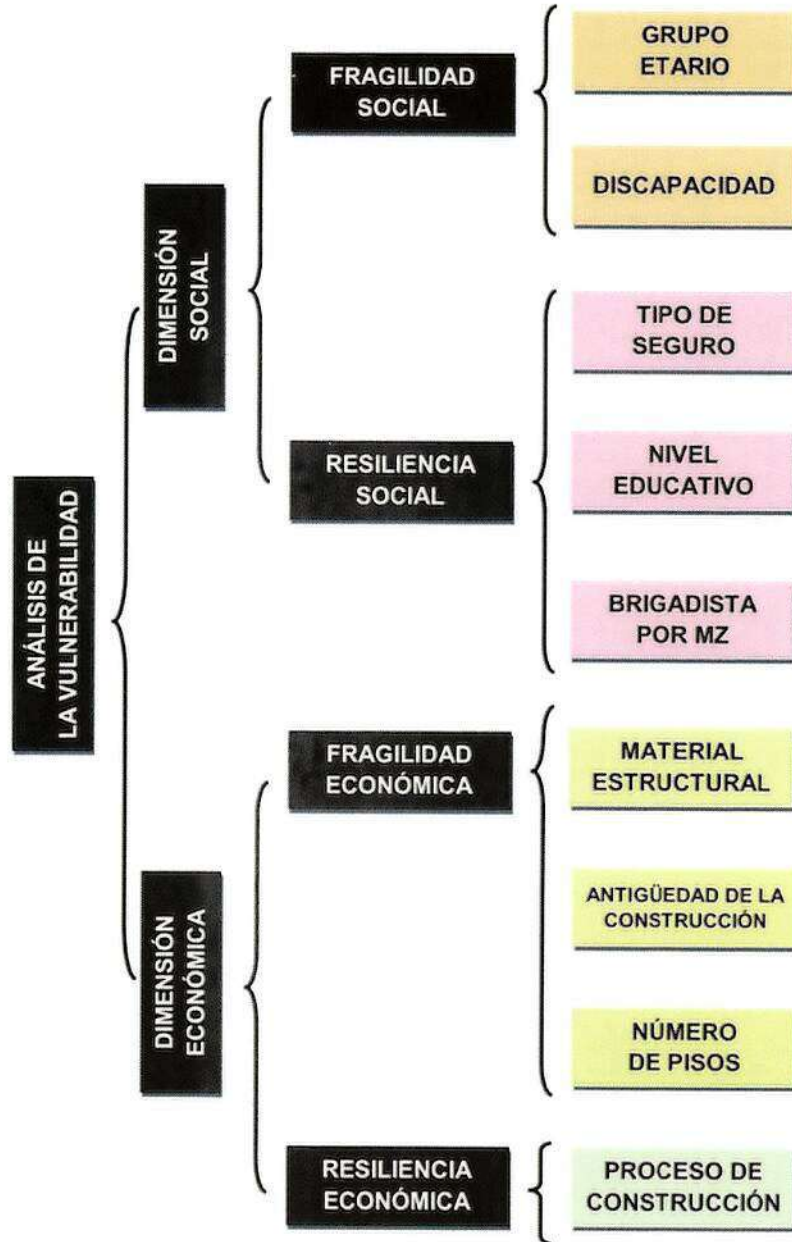 ANÁLISIS DE
LA VULNERABILIDAD
DIMENSIÓN
SOCIAL
FRAGILIDAD
SOCIAL
GRUPO
ETARIO
DISCAPACIDAD
RESILIENCIA
SOCIAL
TIPO DE
SEGURO
NIVEL
EDUCATIVO
BRIGADISTA
POR MZ
DIMENSIÓN
ECONÓMICA
FRAGILIDAD
ECONÓMICA
MATERIAL
ESTRUCTURAL
ANTIGÜEDAD DE LA
CONSTRUCCIÓN
NÚMERO
DE PISOS
RESILIENCIA
ECONÓMICA
PROCESO DE
CONSTRUCCIÓN